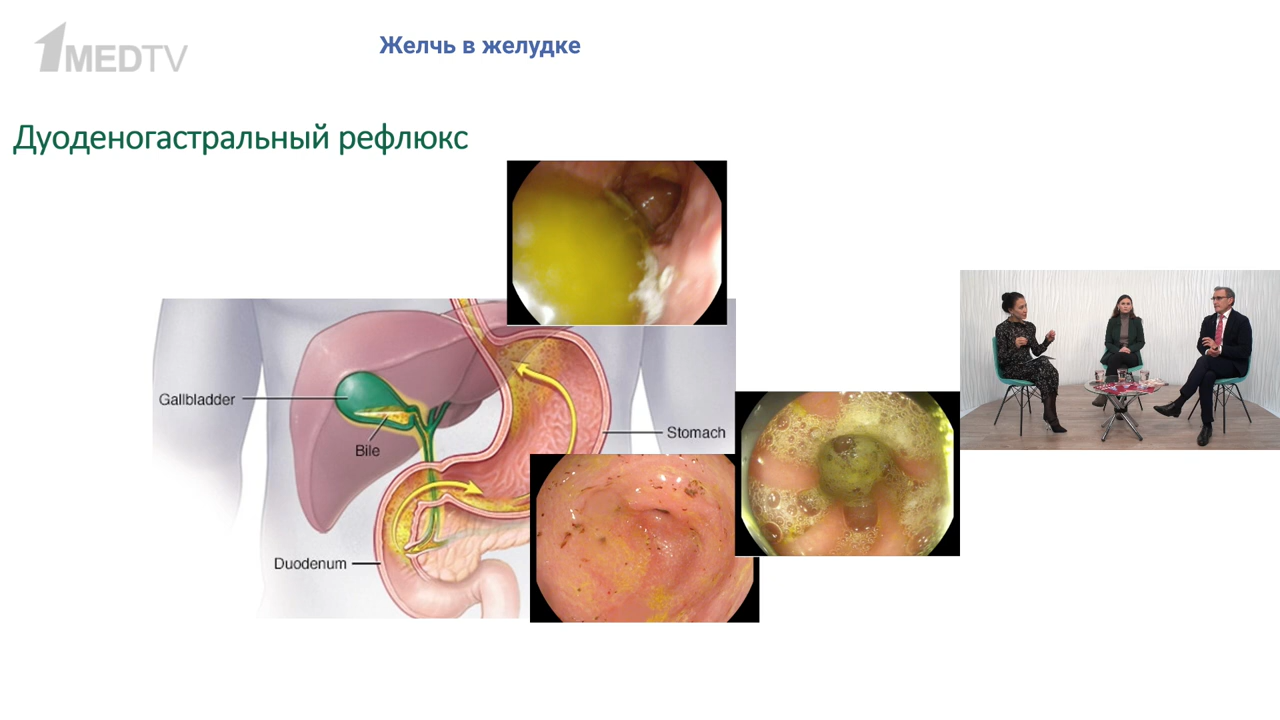 1MEDTV
Желчь в желудке
Дуоденогастральный рефлюкс
Gallbladder
Bile
Stomach
Duodenum